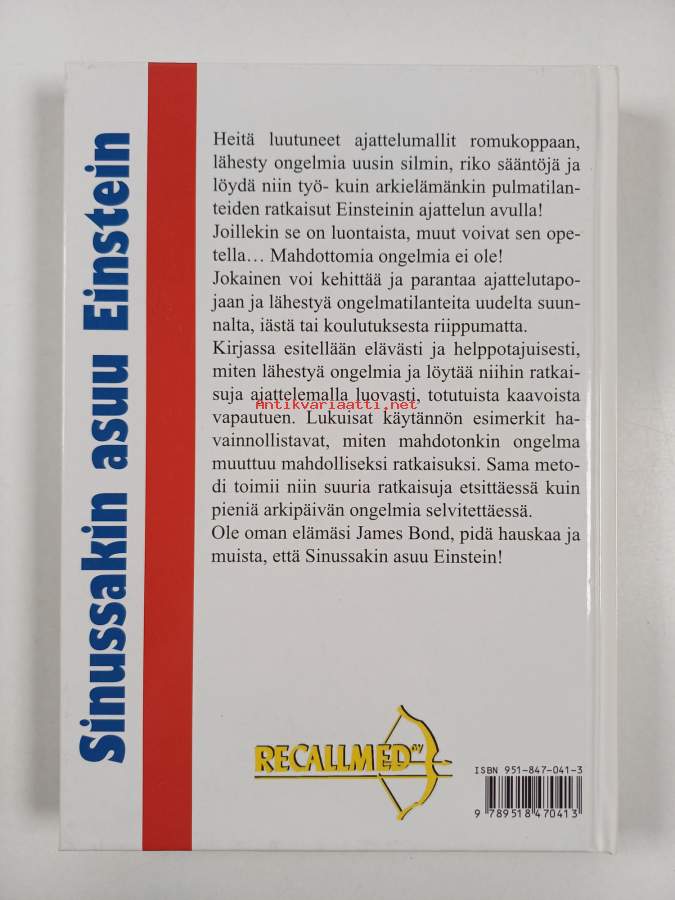 Sinussakin asuu Einstein
Heitä luutuneet ajattelumallit romukoppaan,
lähesty ongelmia uusin silmin, riko sääntöjä ja
löydä niin työ- kuin arkielämänkin pulmatilan-
teiden ratkaisut Einsteinin ajattelun avulla!
Joillekin se on luontaista, muut voivat sen ope-
tella… Mahdottomia ongelmia ei ole!
Jokainen voi kehittää ja parantaa ajattelutapo-
jaan ja lähestyä ongelmatilanteita uudelta suun-
nalta, iästä tai koulutuksesta riippumatta.
Kirjassa esitellään elävästi ja helppotajuisesti,
miten lähestyä ongelmia ja löytää niihin ratkai-
suja ajattelemalla luovasti, totutuista kaavoista
Antikvariaatti.net
vapautuen. Lukuisat käytännön esimerkit ha-
vainnollistavat, miten mahdotonkin ongelma
muuttuu mahdolliseksi ratkaisuksi. Sama meto-
di toimii niin suuria ratkaisuja etsittäessä kuin
pieniä arkipäivän ongelmia selvitettäessä.
Ole oman elämäsi James Bond, pidä hauskaa ja
muista, että Sinussakin asuu Einstein!
RECALLMED oy
ISBN 951-847-041-3
9 789518 470413